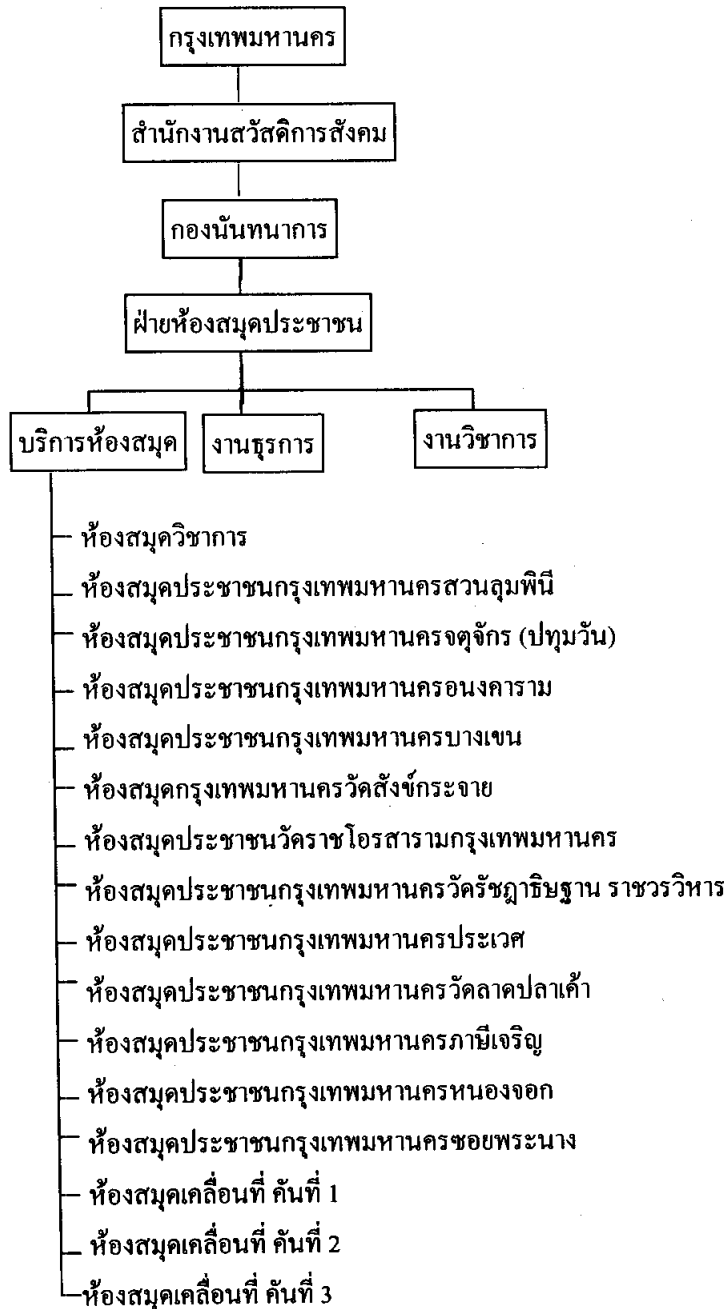 กรุงเทพมหานคร
สำนักงานสวัสดิการสังคม
กองนันทนาการ
ฝ่ายห้องสมุดประชาชน
บริการห้องสมุด
งานธุรการ
งานวิชาการ
ห้องสมุดวิชาการ
ห้องสมุดประชาชนกรุงเทพมหานครสวนลุมพินี
ห้องสมุดประชาชนกรุงเทพมหานครจตุจักร (ปทุมวัน)
ห้องสมุดประชาชนกรุงเทพมหานครอนงคาราม
ห้องสมุดประชาชนกรุงเทพมหานครบางเขน
ห้องสมุดกรุงเทพมหานครวัดสังข์กระจาย
ห้องสมุดประชาชนวัดราชโอรสารามกรุงเทพมหานคร
ห้องสมุดประชาชนกรุงเทพมหานครวัดรัชฎาธิษฐาน ราชวรวิหาร
ห้องสมุดประชาชนกรุงเทพมหานครประเวศ
ห้องสมุดประชาชนกรุงเทพมหานครวัดลาดปลาเค้า
ห้องสมุดประชาชนกรุงเทพมหานครภาษีเจริญ
ห้องสมุดประชาชนกรุงเทพมหานครหนองจอก
ห้องสมุดประชาชนกรุงเทพมหานครซอยพระนาง
ห้องสมุดเคลื่อนที่ คันที่ 1
ห้องสมุดเคลื่อนที่ คันที่ 2
ห้องสมุดเคลื่อนที่ คันที่ 3